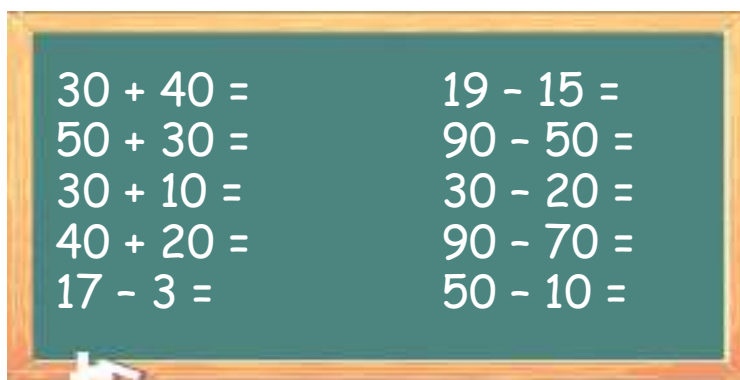 30 + 40 =
50 + 30 =
30 + 10 =
40 + 20 =
17 – 3 =
19 – 15 =
90 – 50 =
30 – 20 =
90 – 70 =
50 – 10 =